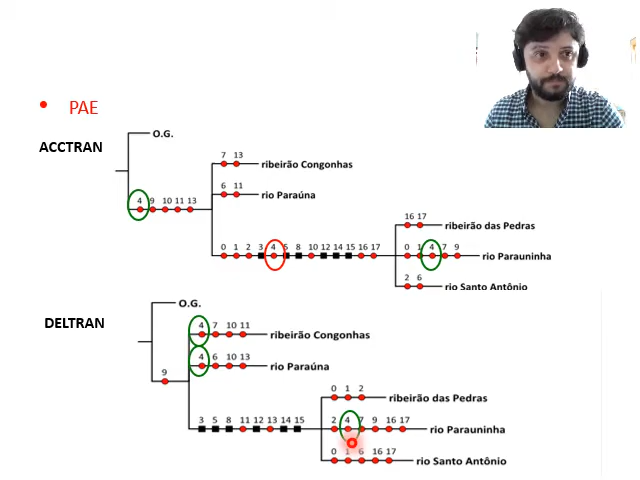 PAE
ACCTRAN
O.G.
7 13
ribeirão Congonhas
4 9 10 11 13
6 11
rio Paraúna
16 17
ribeirão das Pedras
0 1 2 3 4 5 8 10 12 14 15 16 17
0 1 4 7 9
rio Parauninha
2 6
rio Santo Antônio
DELTRAN
O.G.
4 7 10 11
ribeirão Congonhas
4 6 10 13
rio Paraúna
9
0 1 2
ribeirão das Pedras
3 5 8 11 12 13 14 15
2 4 7 9 16 17
rio Parauninha
0 1 6 16 17
rio Santo Antônio